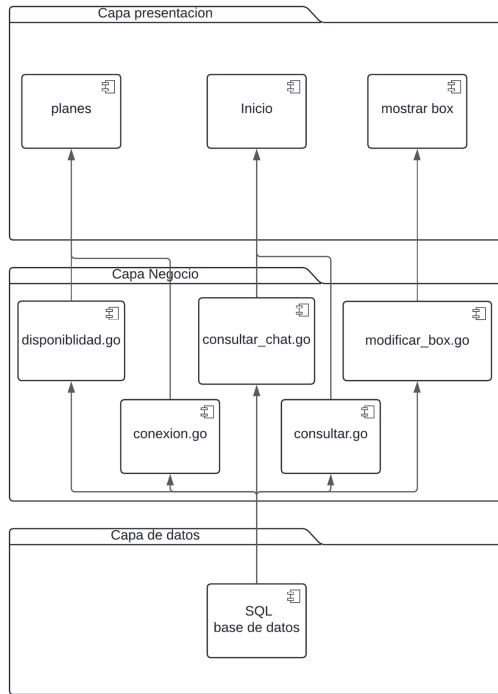 Capa presentacion
planes
Inicio
mostrar box
Capa Negocio
disponiblidad.go
consultar_chat.go
modificar_box.go
conexion.go
consultar.go
Capa de datos
SQL
base de datos